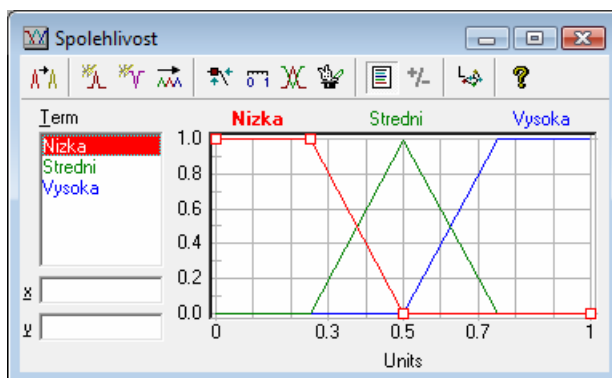 Spolehlivost
Term
Nizka Stredni Vysoka
Nizka
Stredni
Vysoka
1.0
0.8
0.6
0.4
0.2
0.0
x
y
0 0.3 0.5 0.7 1
Units